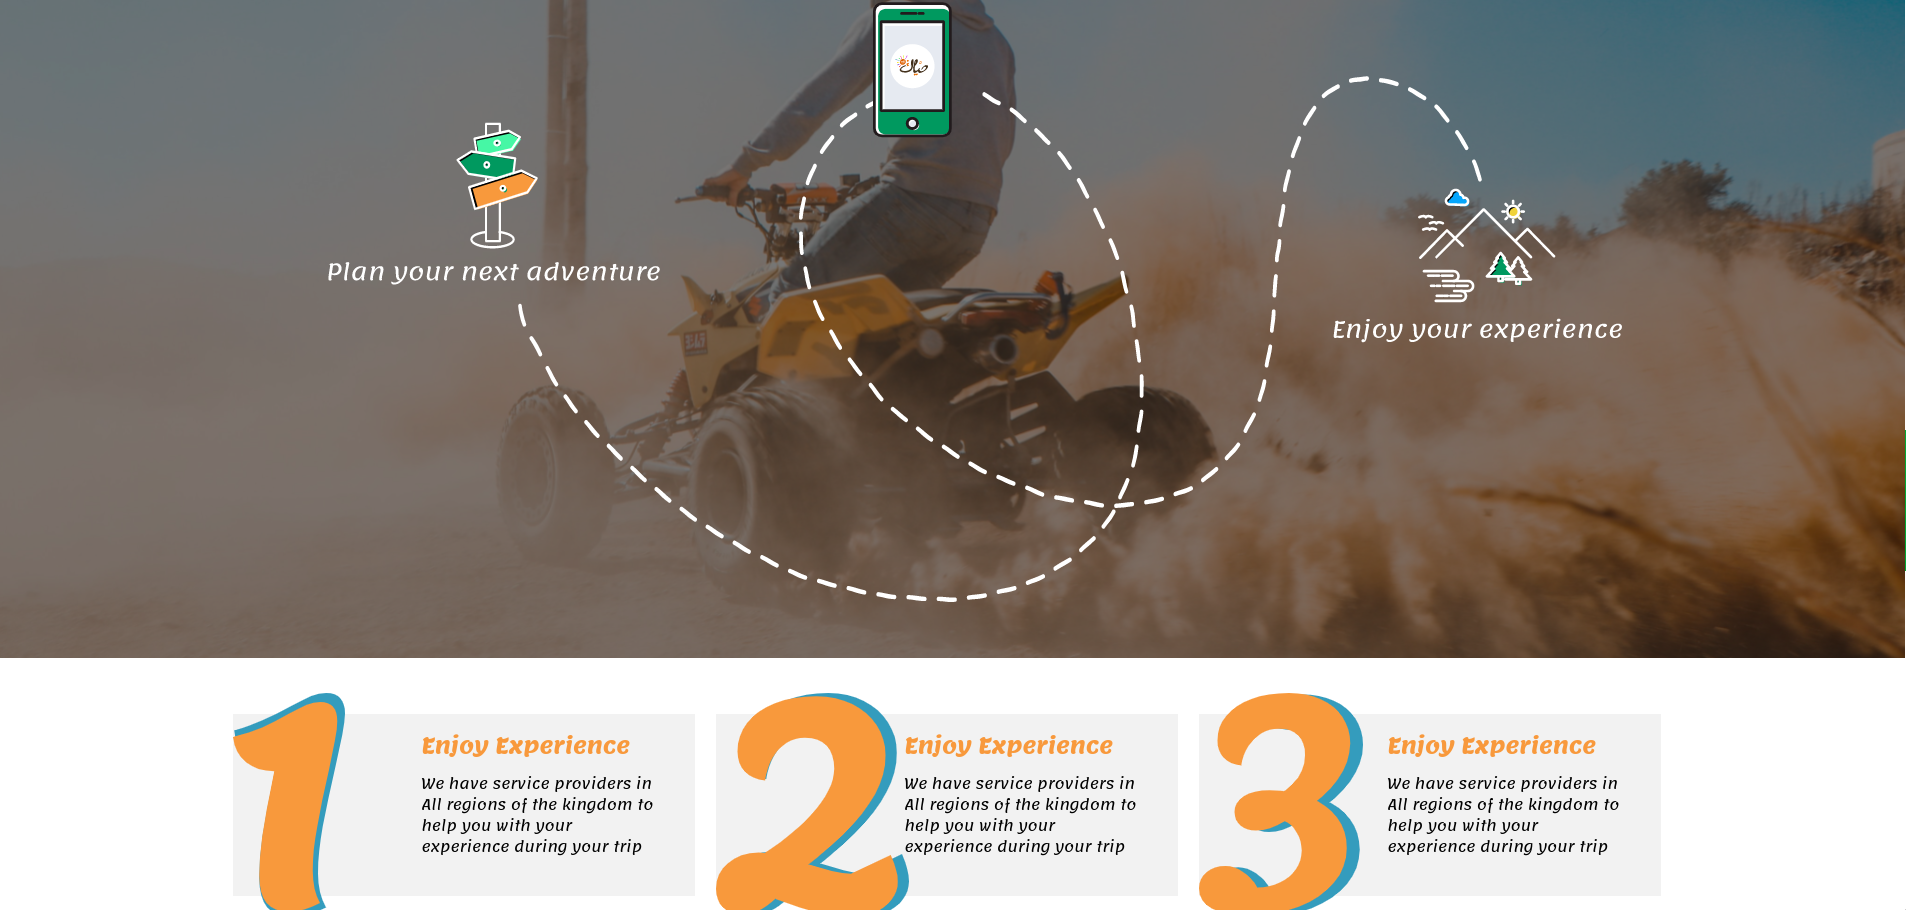 Plan your next adventure
Enjoy your experience
1
Enjoy Experience
We have service providers in
All regions of the kingdom to
help you with your
experience during your trip
2
Enjoy Experience
We have service providers in
All regions of the kingdom to
help you with your
experience during your trip
3
Enjoy Experience
We have service providers in
All regions of the kingdom to
help you with your
experience during your trip